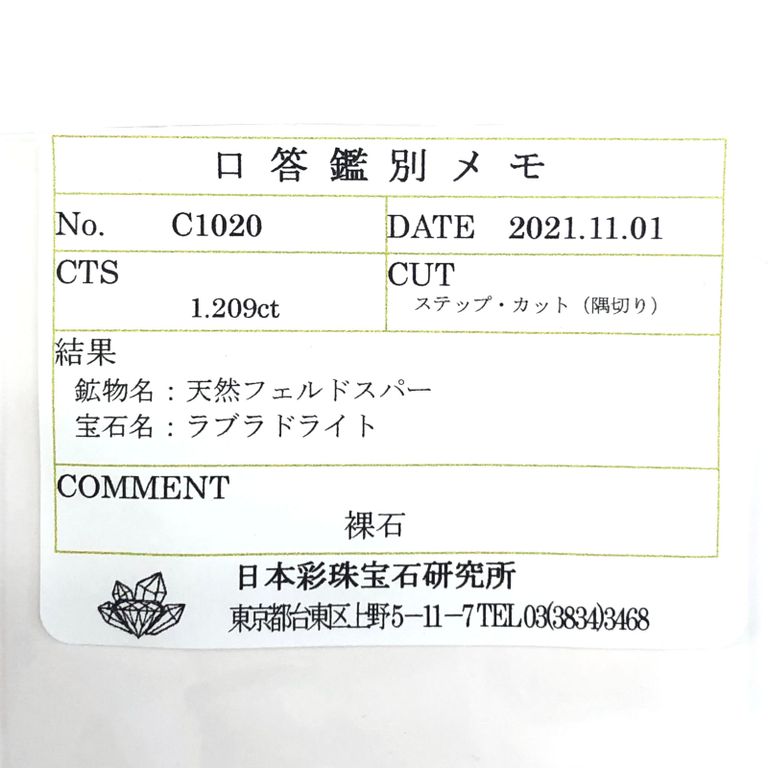 口答鑑別メモ
No. C1020 DATE 2021.11.01
CTS CUT
1.209ct ステップ・カット（隅切り）
結果
鉱物名：天然フェルドスパー
宝石名：ラブラドライト
COMMENT
裸石
日本彩珠宝石研究所
東京都台東区上野5－11－7 TEL 03(3834)3468